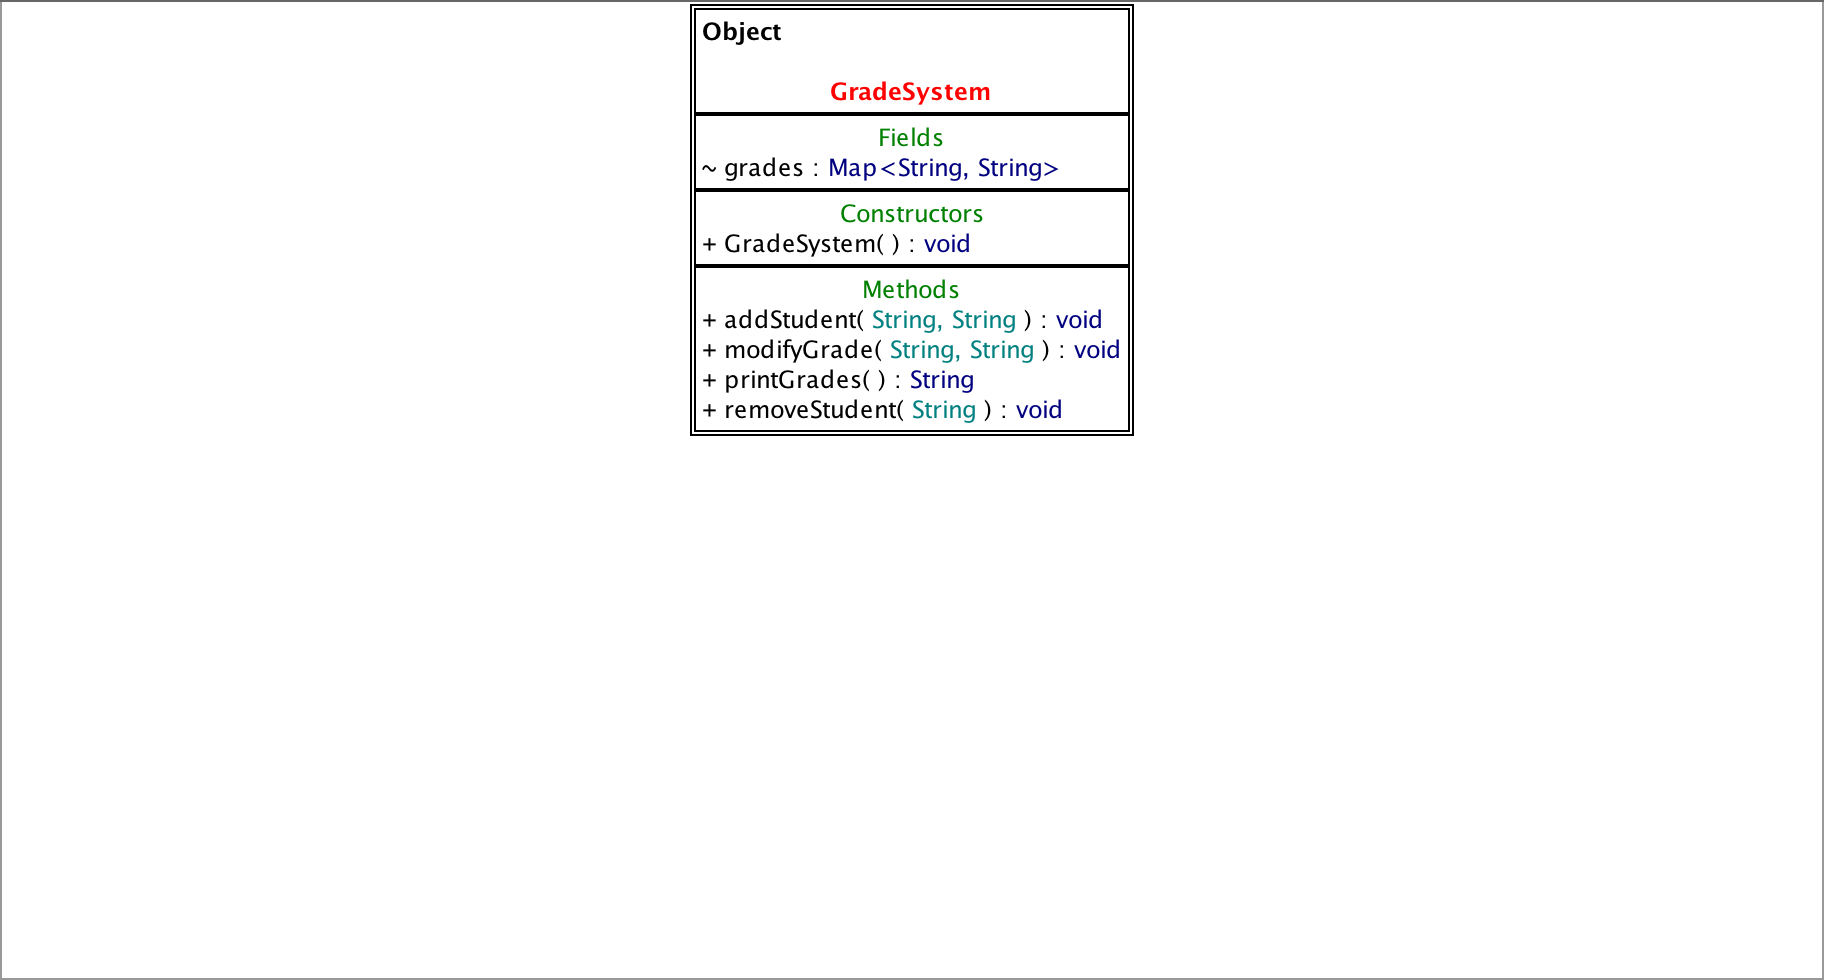 Object
GradeSystem
Fields
~ grades : Map<String, String>
Constructors
+ GradeSystem( ) : void
Methods
+ addStudent( String, String ) : void
+ modifyGrade( String, String ) : void
+ printGrades( ) : String
+ removeStudent( String ) : void